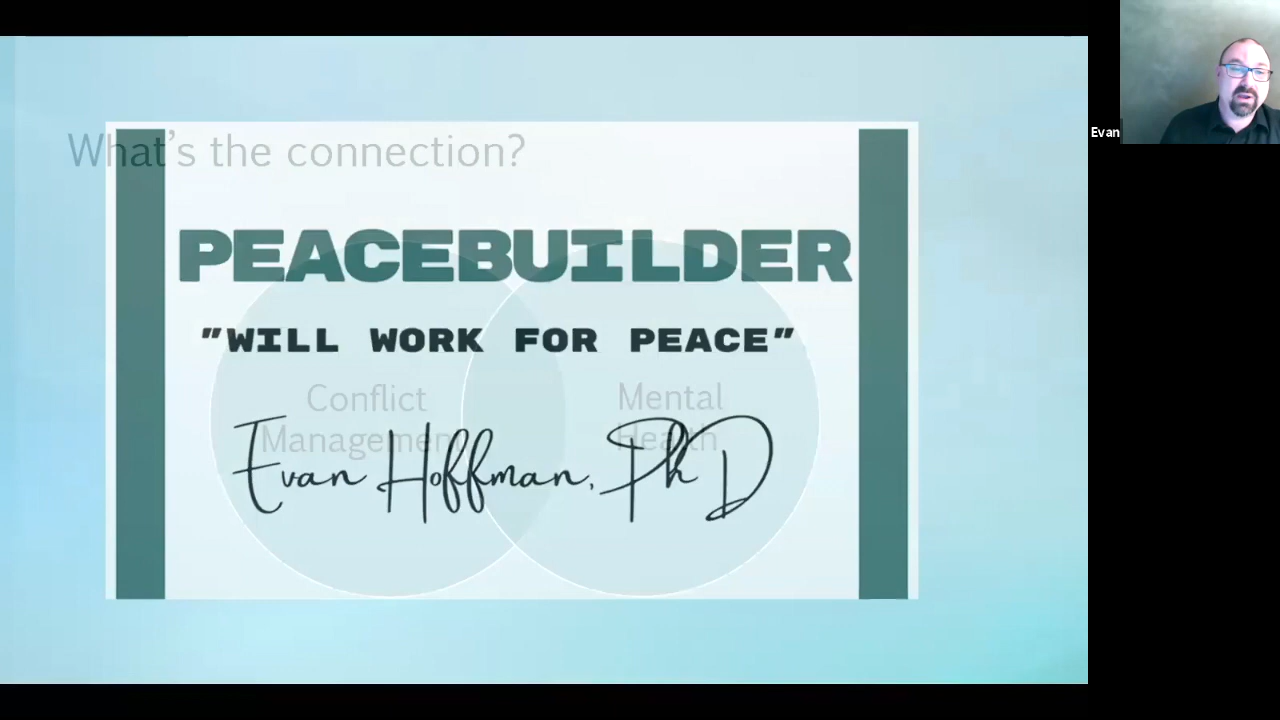 What's the connection?
PEACEBUILDER
"WILL WORK FOR PEACE"
Conflict
Management
Mental
Health
Evan Hoffman, PhD
Evan